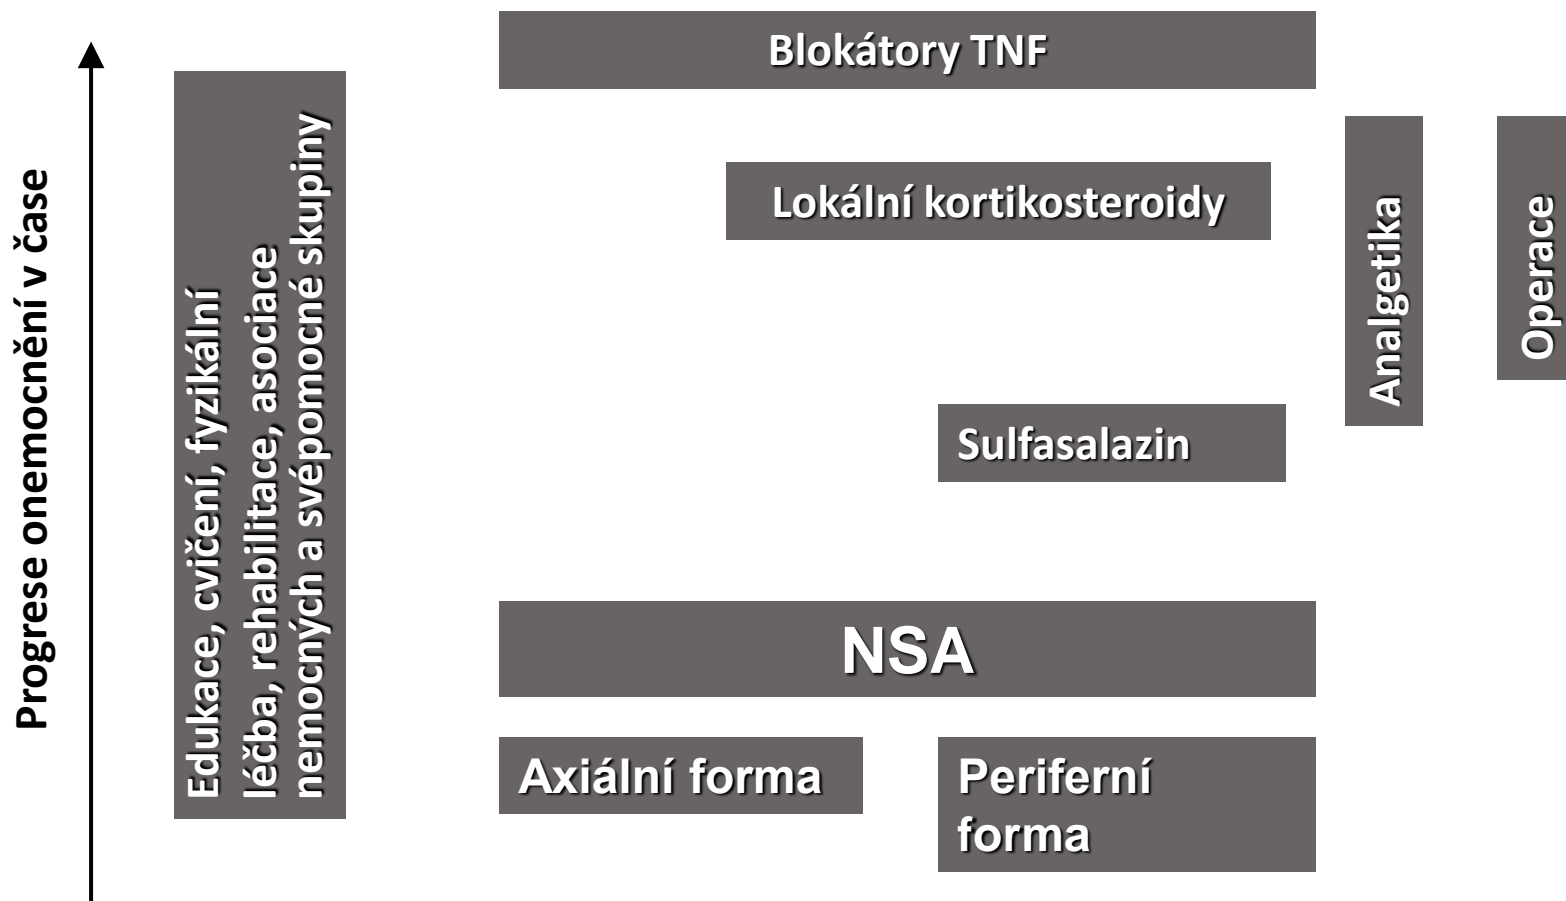 Progrese onemocnění v čase
Edukace, cvičení, fyzikální
léčba, rehabilitace, asociace
nemocných a svépomocné skupiny
Blokátory TNF
Lokální kortikosteroidy
Sulfasalazin
NSA
Axiální forma
Periferní
forma
Analgetika
Operace